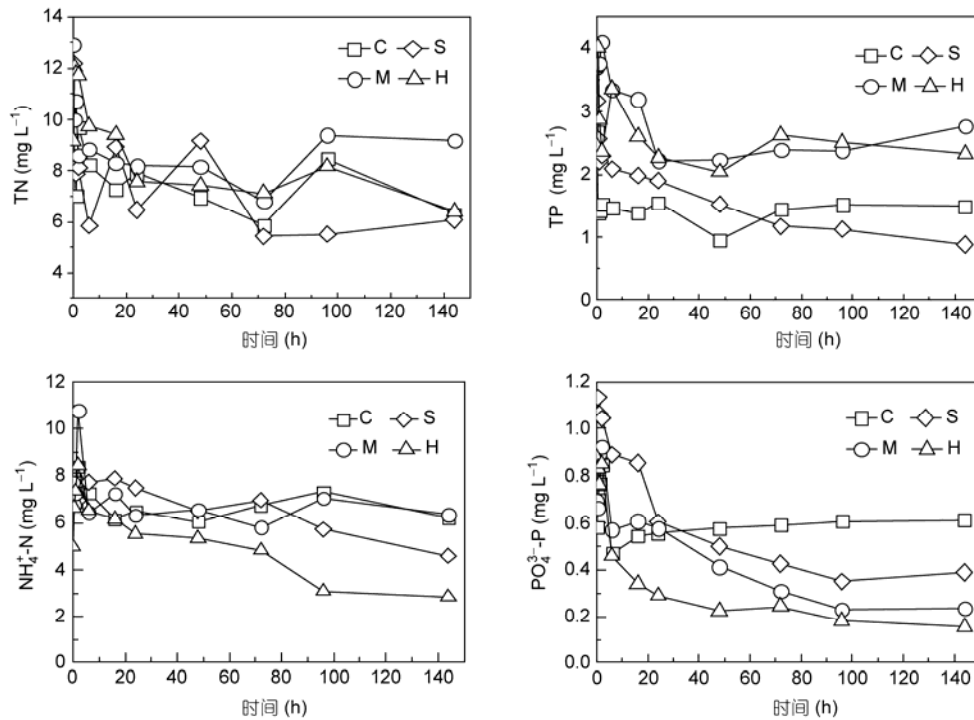 14
12
10
8
6
4
TN (mg L⁻¹)
C S
M H
0 20 40 60 80 100 120 140
时间 (h)
4
3
2
1
0
TP (mg L⁻¹)
C S
M H
0 20 40 60 80 100 120 140
时间 (h)
12
10
8
6
4
2
0
NH₄⁺-N (mg L⁻¹)
C S
M H
0 20 40 60 80 100 120 140
时间 (h)
1.2
1.0
0.8
0.6
0.4
0.2
0.0
PO₄³⁻-P (mg L⁻¹)
C S
M H
0 20 40 60 80 100 120 140
时间 (h)